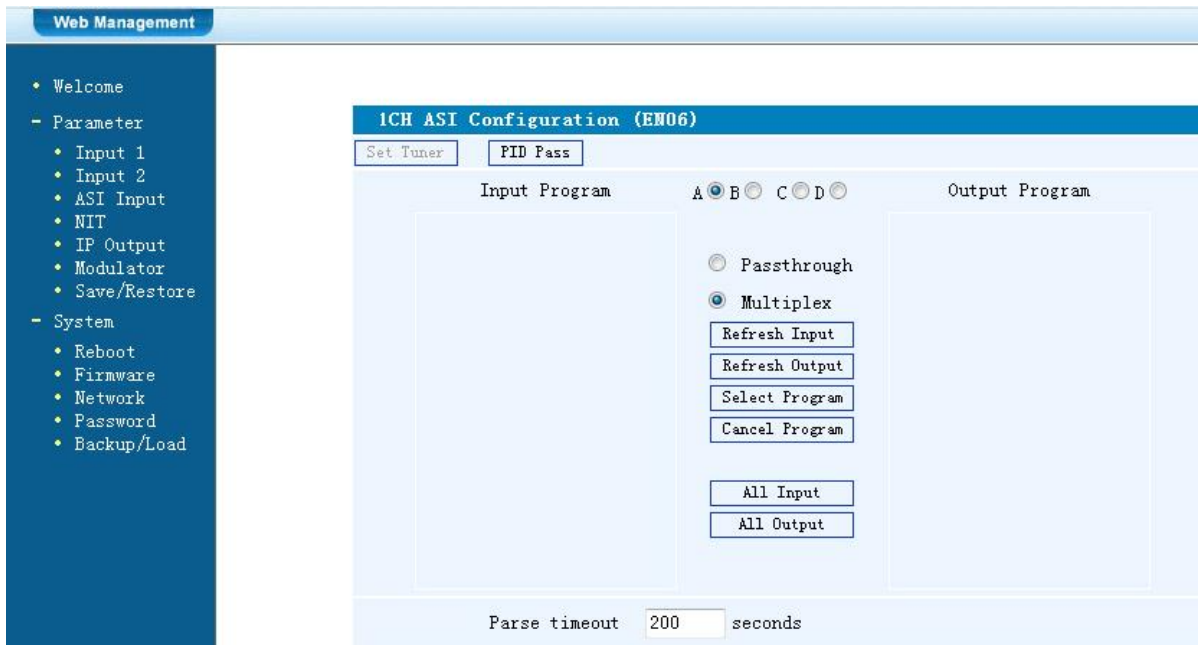 Web Management
Welcome
Parameter
Input 1
Input 2
ASI Input
NIT
IP Output
Modulator
Save/Restore
System
Reboot
Firmware
Network
Password
Backup/Load
1CH ASI Configuration (EN06)
Set Tuner PID Pass
Input Program A B C D Output Program
Passthrough
Multiplex
Refresh Input
Refresh Output
Select Program
Cancel Program
All Input
All Output
Parse timeout 200 seconds